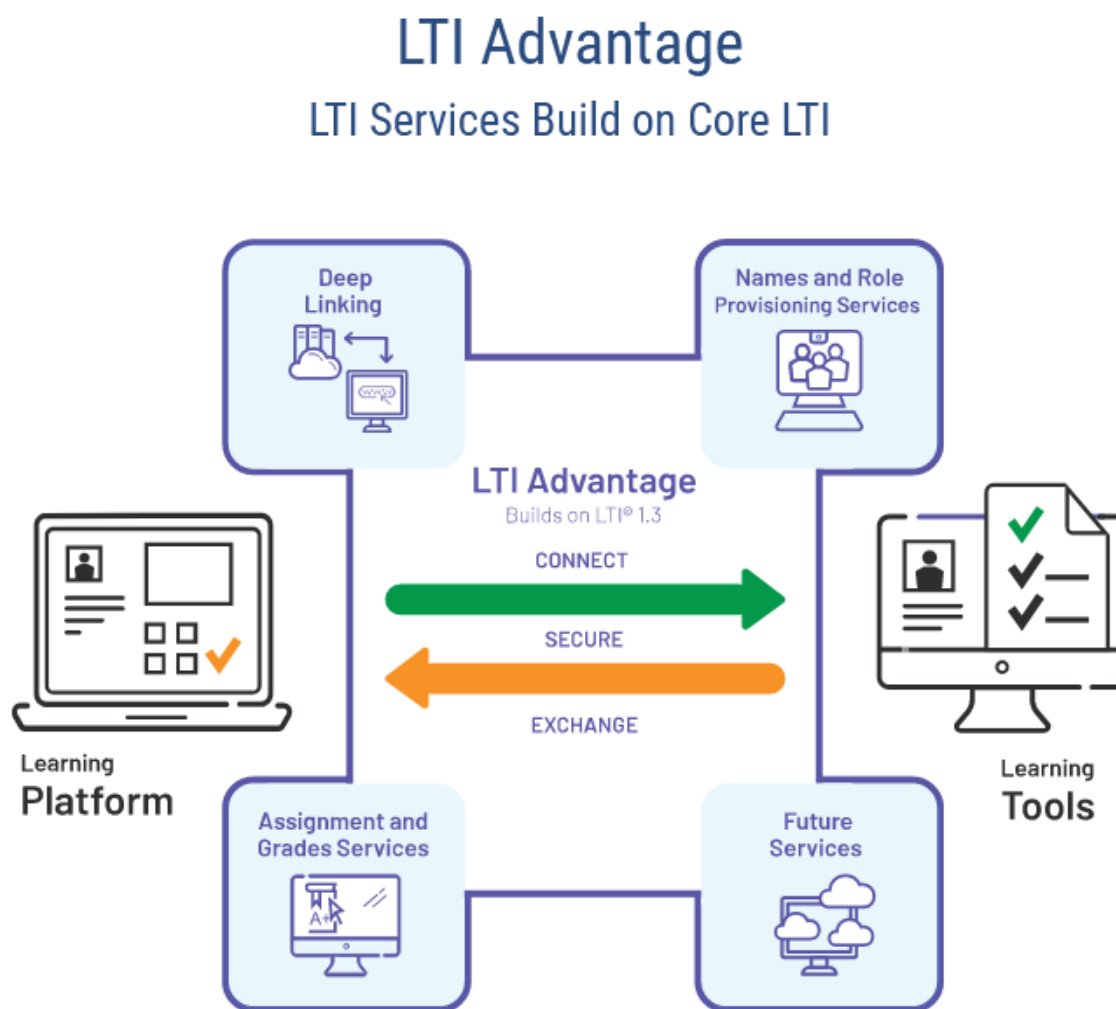 LTI Advantage
LTI Services Build on Core LTI
Deep
Linking
Names and Role
Provisioning Services
LTI Advantage
Builds on LTI® 1.3
CONNECT
SECURE
EXCHANGE
Learning
Platform
Learning
Tools
Assignment and
Grades Services
A+
Future
Services